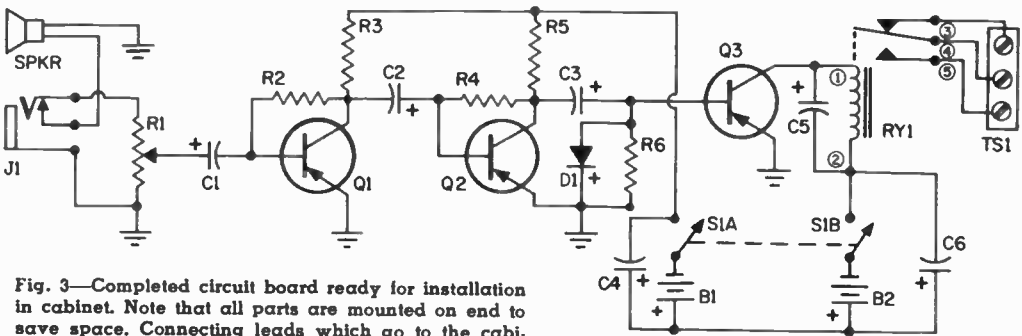 SPKR
J1
R1
C1
R2
R3
Q1
C2
R4
R5
Q2
C3
D1
R6
Q3
C5
①
②
RY1
③
④
⑤
TS1
C4
S1A
B1
S1B
B2
C6
Fig. 3—Completed circuit board ready for installation
in cabinet. Note that all parts are mounted on end to
save space. Connecting leads which go to the cabi-